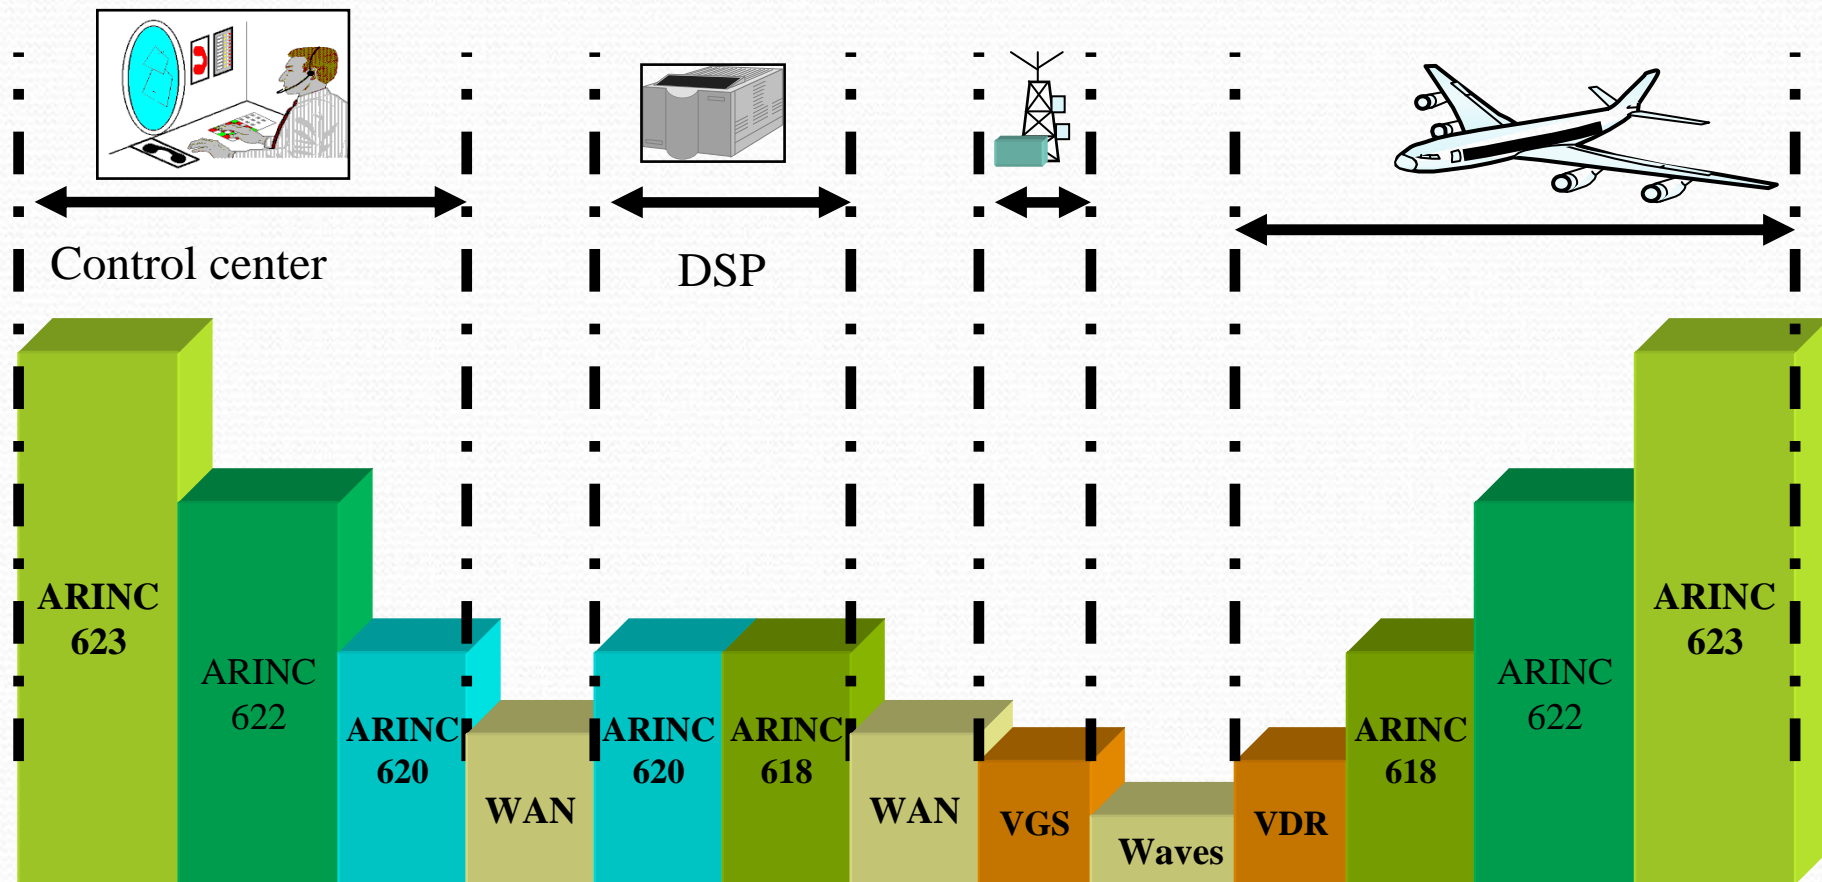 Control center
DSP
ARINC
623
ARINC
622
ARINC
620
WAN
ARINC
620
ARINC
618
WAN
VGS
Waves
VDR
ARINC
618
ARINC
622
ARINC
623